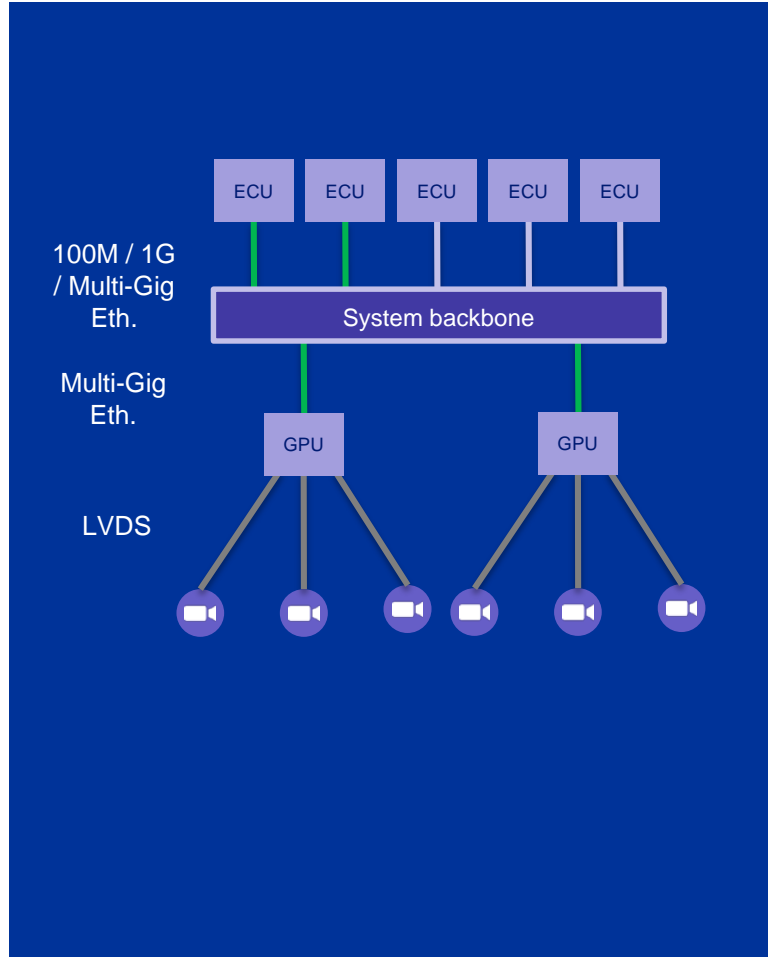 ECU ECU ECU ECU ECU
100M / 1G
/ Multi-Gig
Eth.
System backbone
Multi-Gig
Eth.
GPU GPU
LVDS